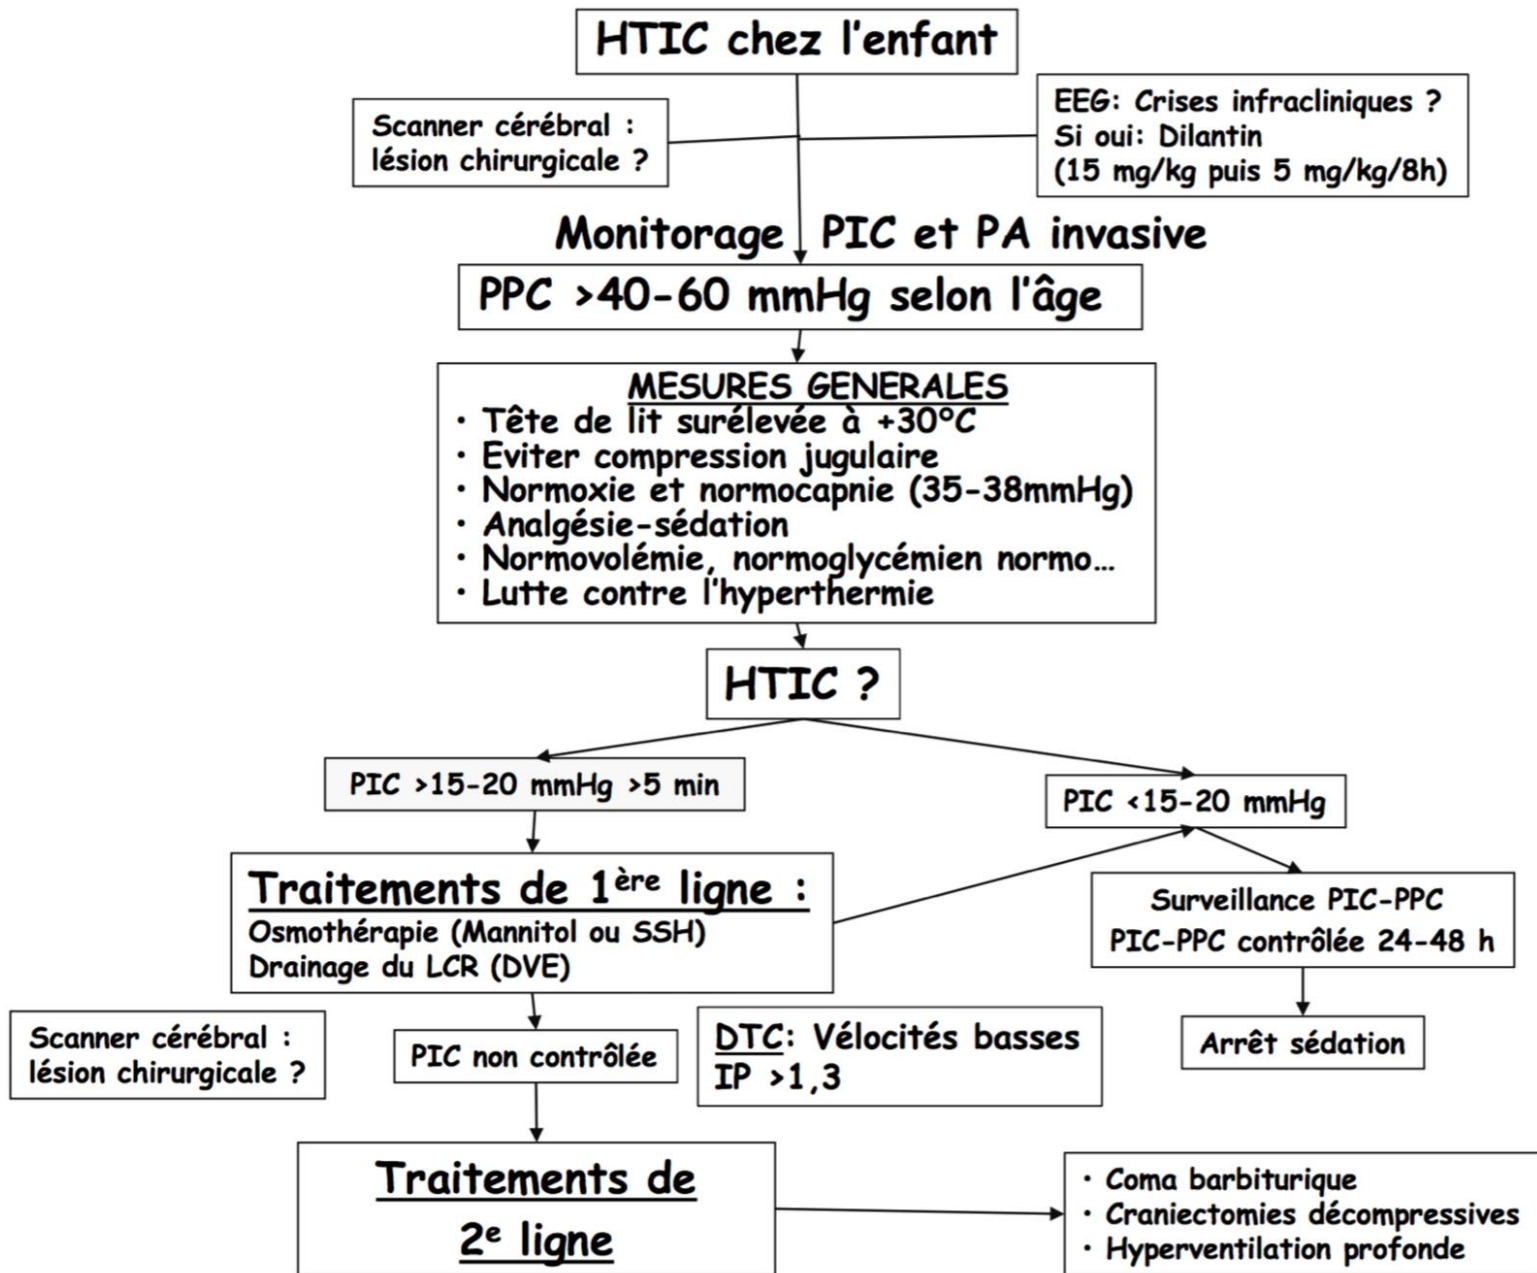 HTIC chez l'enfant
Scanner cérébral :
lésion chirurgicale ?
EEG: Crises infracliniques ?
Si oui: Dilantin
(15 mg/kg puis 5 mg/kg/8h)
Monitorage PIC et PA invasive
PPC >40-60 mmHg selon l'âge
MESURES GENERALES
· Tête de lit surélevée à +30°C
· Eviter compression jugulaire
· Normoxie et normocapnie (35-38mmHg)
· Analgésie-sédation
· Normovolémie, normoglycémien normo...
· Lutte contre l'hyperthermie
HTIC ?
PIC >15-20 mmHg >5 min
PIC <15-20 mmHg
Traitements de 1ère ligne :
Osmothérapie (Mannitol ou SSH)
Drainage du LCR (DVE)
Surveillance PIC-PPC
PIC-PPC contrôlée 24-48 h
Arrêt sédation
Scanner cérébral :
lésion chirurgicale ?
PIC non contrôlée
DTC: Vélocités basses
IP >1,3
Traitements de
2e ligne
· Coma barbiturique
· Craniectomies décompressives
· Hyperventilation profonde